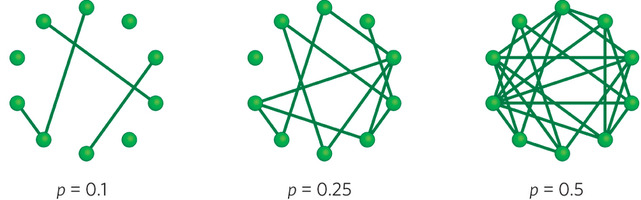 p = 0.1
p = 0.25
p = 0.5